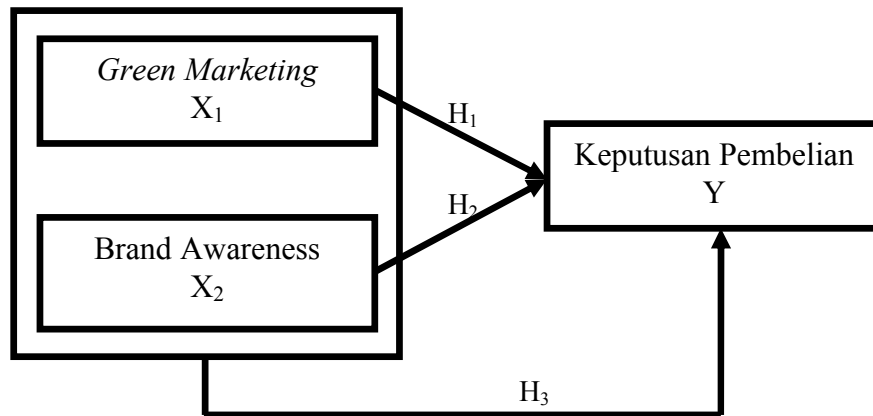 Green Marketing
X₁
H₁
Keputusan Pembelian
Y
H₂
Brand Awareness
X₂
H₃